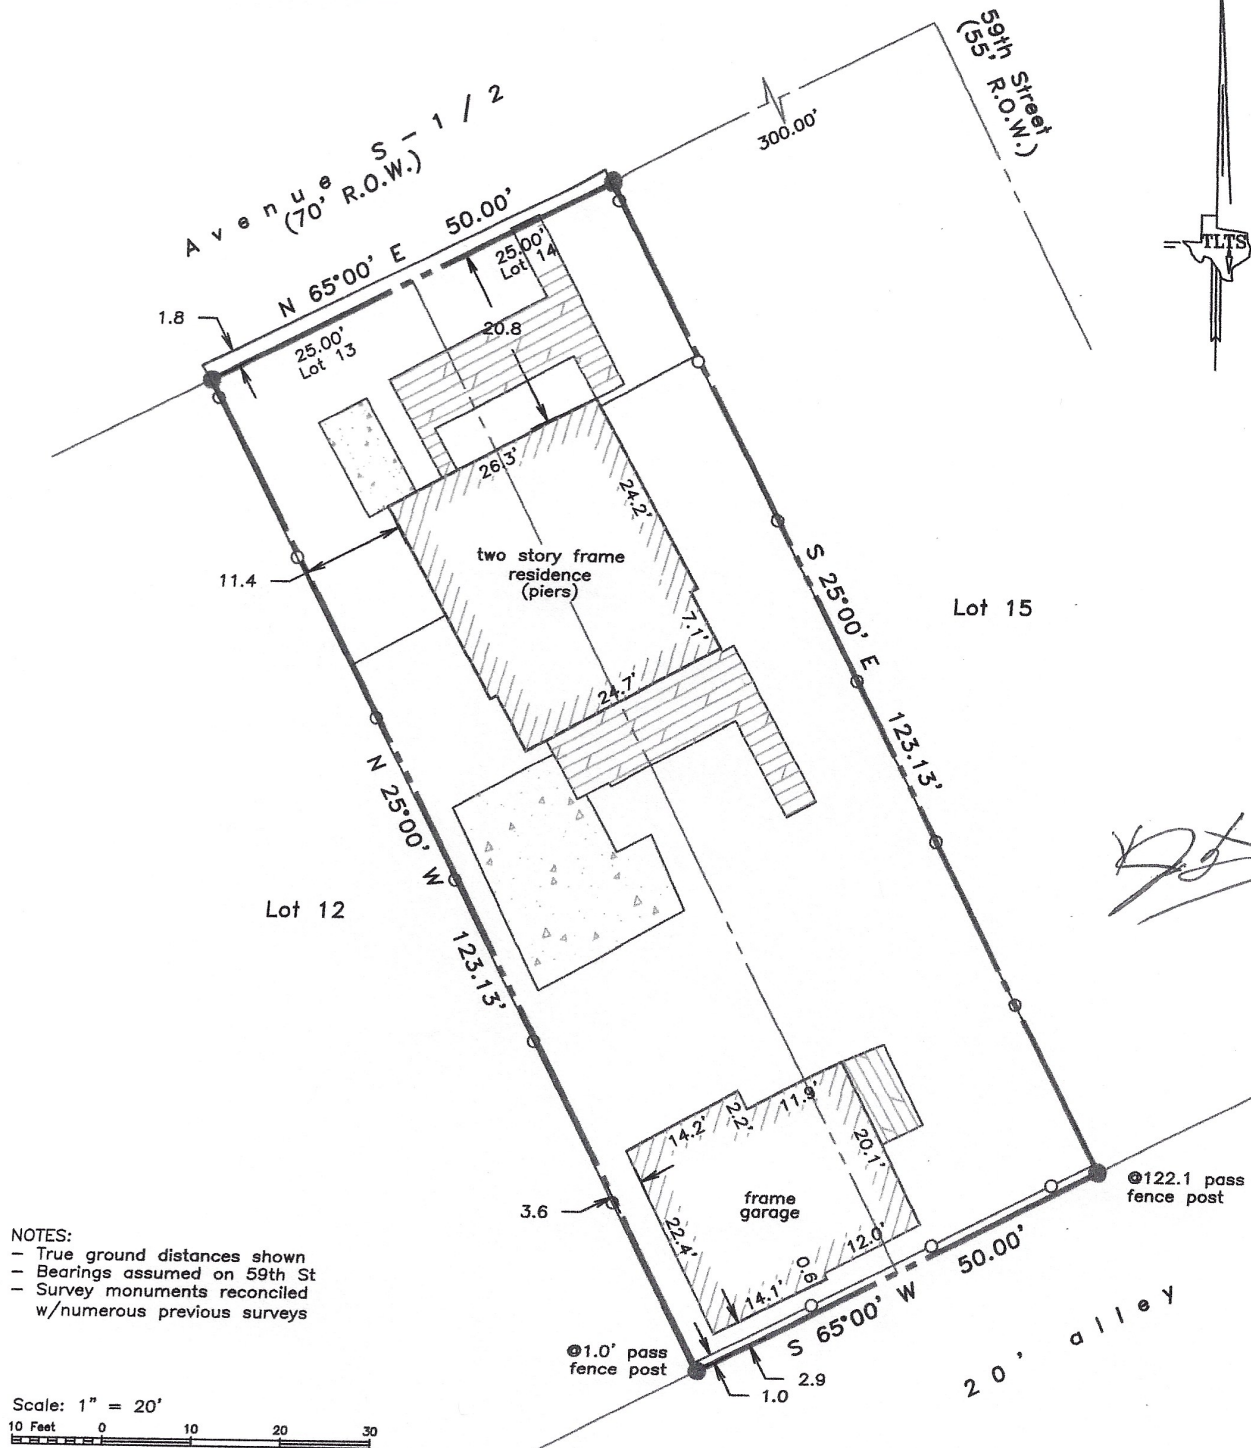 59th Street
(55' R.O.W.)
300.00'
Avenue S-1/2
(70' R.O.W.)
TLTS
N 65°00' E 50.00'
25.00'
Lot 14
1.8
25.00'
Lot 13
20.8
26.3'
24.2'
two story frame
residence
(piers)
11.4
7.1'
24.7'
S 25°00' E 123.13'
Lot 15
N 25°00' W 123.13'
Lot 12
14.2'
2.2'
11.9'
20.1'
frame
garage
3.6
22.4'
14.1'
0.6
12.0'
@122.1 pass
fence post
S 65°00' W 50.00'
20' alley
@1.0' pass
fence post
2.9
1.0
NOTES:
– True ground distances shown
– Bearings assumed on 59th St
– Survey monuments reconciled
w/numerous previous surveys
Scale: 1" = 20'
10 Feet 0 10 20 30